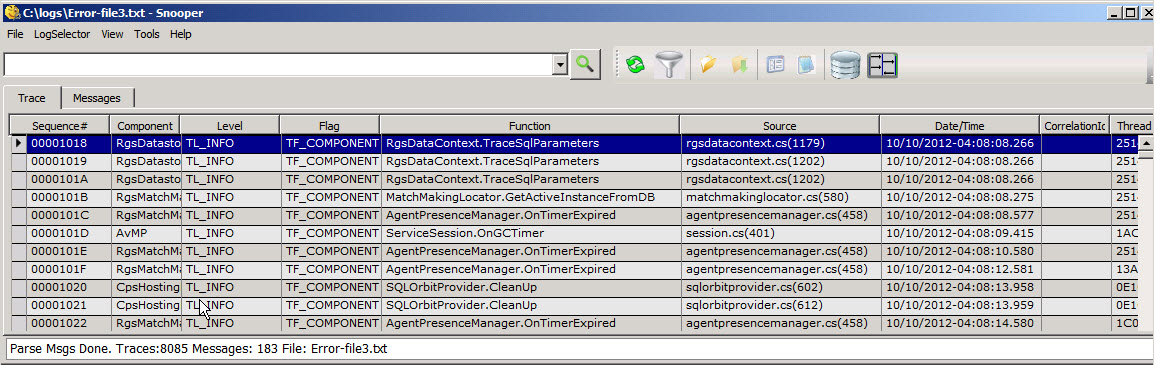 C:\logs\Error-file3.txt - Snooper
File LogSelector View Tools Help
Trace Messages
Sequence# Component Level Flag Function Source Date/Time CorrelationId Thread
00001018 RgsDatasto TL_INFO TF_COMPONENT RgsDataContext.TraceSqlParameters rgsdatacontext.cs(1179) 10/10/2012-04:08:08.266 251
00001019 RgsDatasto TL_INFO TF_COMPONENT RgsDataContext.TraceSqlParameters rgsdatacontext.cs(1202) 10/10/2012-04:08:08.266 251
0000101A RgsDatasto TL_INFO TF_COMPONENT RgsDataContext.TraceSqlParameters rgsdatacontext.cs(1202) 10/10/2012-04:08:08.266 251
0000101B RgsMatchMa TL_INFO TF_COMPONENT MatchMakingLocator.GetActiveInstanceFromDB matchmakinglocator.cs(580) 10/10/2012-04:08:08.275 251
0000101C RgsMatchMa TL_INFO TF_COMPONENT AgentPresenceManager.OnTimerExpired agentpresencemanager.cs(458) 10/10/2012-04:08:08.577 251
0000101D AvMP TL_INFO TF_COMPONENT ServiceSession.OnGCTimer session.cs(401) 10/10/2012-04:08:09.415 1AC
0000101E RgsMatchMa TL_INFO TF_COMPONENT AgentPresenceManager.OnTimerExpired agentpresencemanager.cs(458) 10/10/2012-04:08:10.580 251
0000101F RgsMatchMa TL_INFO TF_COMPONENT AgentPresenceManager.OnTimerExpired agentpresencemanager.cs(458) 10/10/2012-04:08:12.581 13A
00001020 CpsHosting TL_INFO TF_COMPONENT SQLOrbitProvider.CleanUp sqlorbitprovider.cs(602) 10/10/2012-04:08:13.958 0E1
00001021 CpsHosting TL_INFO TF_COMPONENT SQLOrbitProvider.CleanUp sqlorbitprovider.cs(612) 10/10/2012-04:08:13.959 0E1
00001022 RgsMatchMa TL_INFO TF_COMPONENT AgentPresenceManager.OnTimerExpired agentpresencemanager.cs(458) 10/10/2012-04:08:14.580 1C0
Parse Msgs Done. Traces:8085 Messages: 183 File: Error-file3.txt